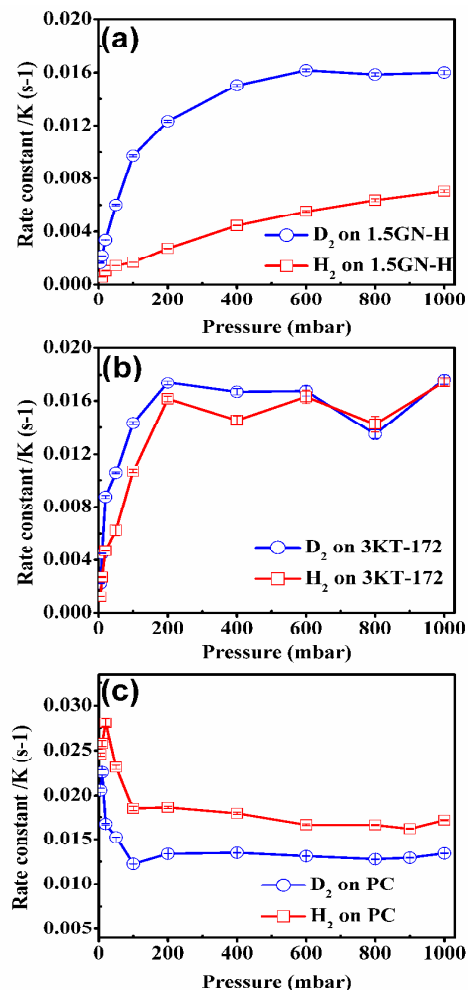 (a)
0.020
0.016
0.012
0.008
0.004
0.000
Rate constant /K (s-1)
D2 on 1.5GN-H
H2 on 1.5GN-H
0 200 400 600 800 1000
Pressure (mbar)
(b)
0.020
0.016
0.012
0.008
0.004
0.000
Rate constant /K (s-1)
D2 on 3KT-172
H2 on 3KT-172
0 200 400 600 800 1000
Pressure (mbar)
(c)
0.030
0.025
0.020
0.015
0.010
0.005
Rate constant /K (s-1)
D2 on PC
H2 on PC
0 200 400 600 800 1000
Pressure (mbar)